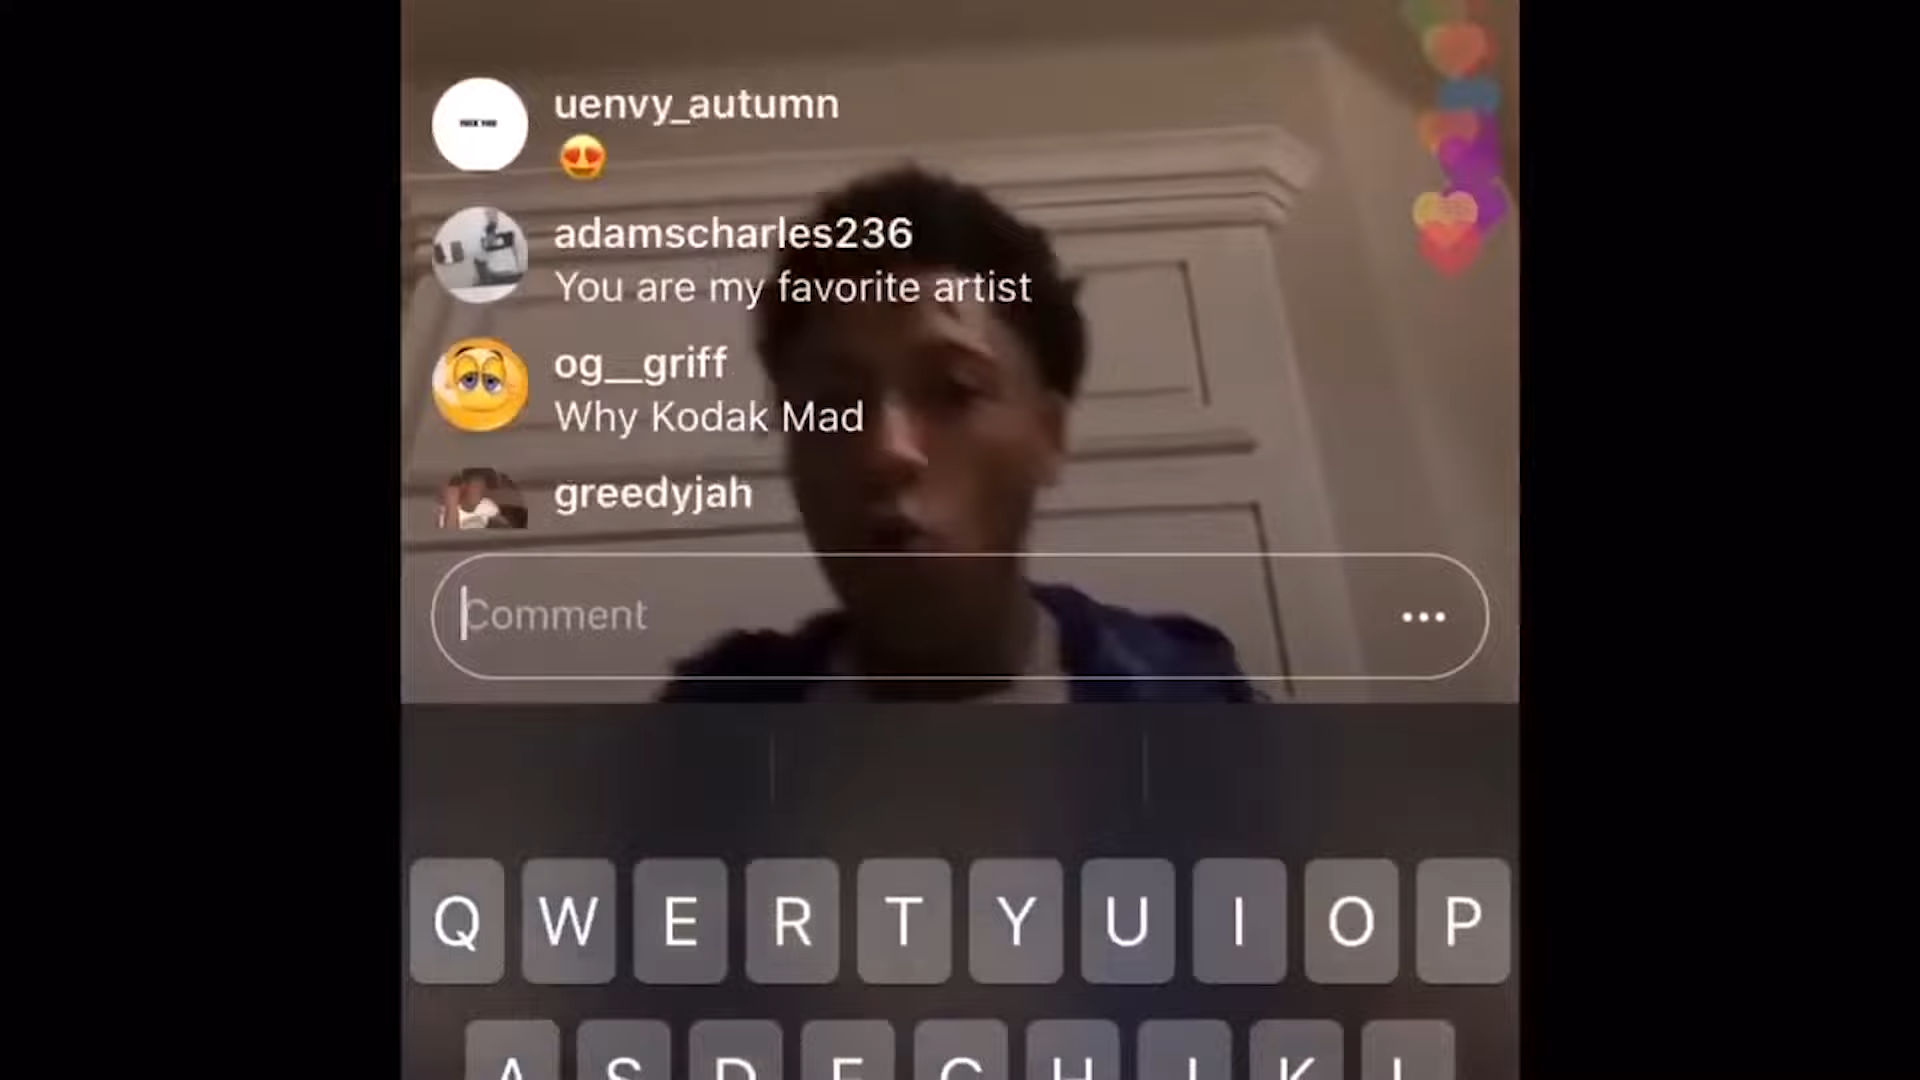 uenvy_autumn
😍
adamscharles236
You are my favorite artist
og__griff
Why Kodak Mad
greedyjah
Comment
Q W E R T Y U I O P
A S D F G H J K L